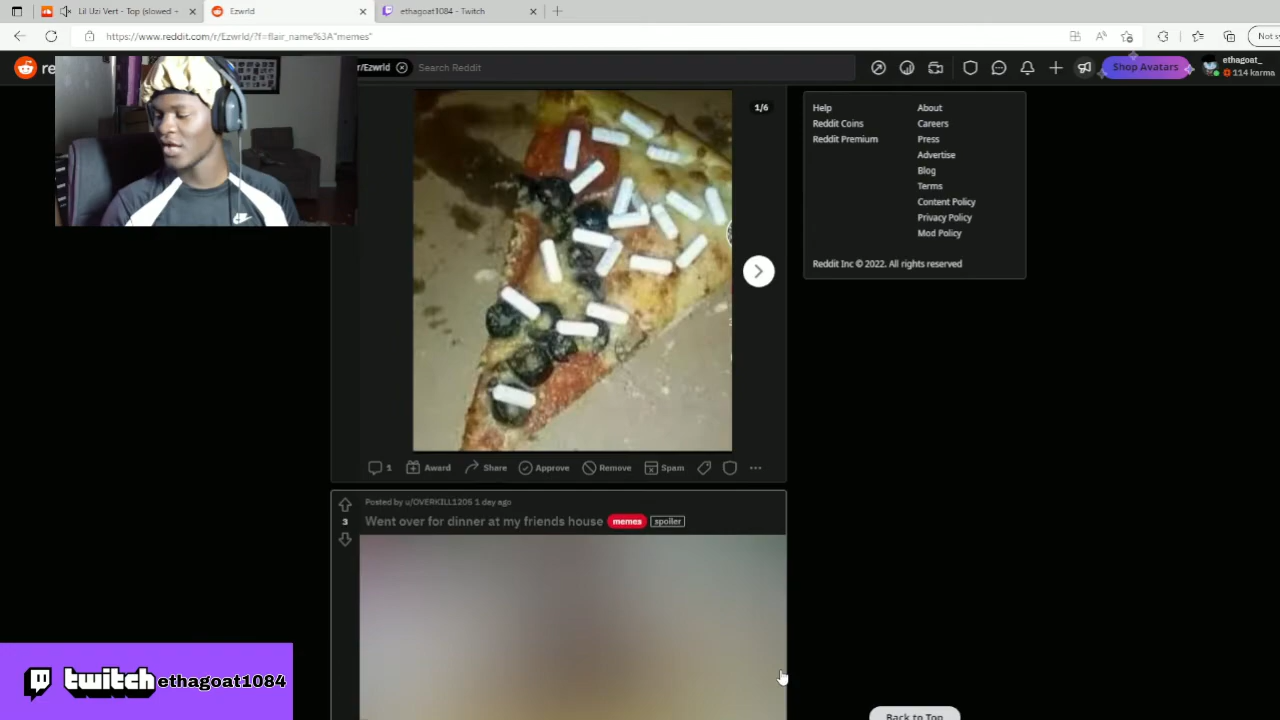 Lil Uzi Vert - Top (slowed +
Ezwrld
ethagoat1084 - Twitch
https://www.reddit.com/r/Ezwrld/?f=flair_name%3A"memes"
Not sy
re
r/Ezwrld
Search Reddit
Shop Avatars
ethagoat_
114 karma
1/6
Help
About
Reddit Coins
Careers
Reddit Premium
Press
Advertise
Blog
Terms
Content Policy
Privacy Policy
Mod Policy
Reddit Inc © 2022. All rights reserved
1
Award
Share
Approve
Remove
Spam
Posted by u/OVERKILL1205 1 day ago
3
Went over for dinner at my friends house
memes
spoiler
twitch
ethagoat1084
Back to Top